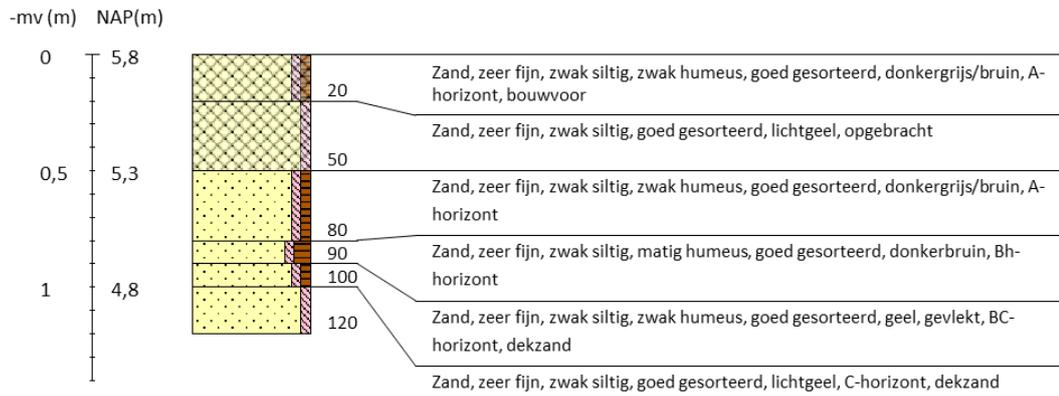 -mv (m) NAP(m)
0 5,8
Zand, zeer fijn, zwak siltig, zwak humeus, goed gesorteerd, donkergrijs/bruin, A-
horizont, bouwvoor
20
Zand, zeer fijn, zwak siltig, goed gesorteerd, lichtgeel, opgebracht
50
0,5 5,3
Zand, zeer fijn, zwak siltig, zwak humeus, goed gesorteerd, donkergrijs/bruin, A-
horizont
80
Zand, zeer fijn, zwak siltig, matig humeus, goed gesorteerd, donkerbruin, Bh-
horizont
90
100
1 4,8
Zand, zeer fijn, zwak siltig, zwak humeus, goed gesorteerd, geel, gevlekt, BC-
horizont, dekzand
120
Zand, zeer fijn, zwak siltig, goed gesorteerd, lichtgeel, C-horizont, dekzand